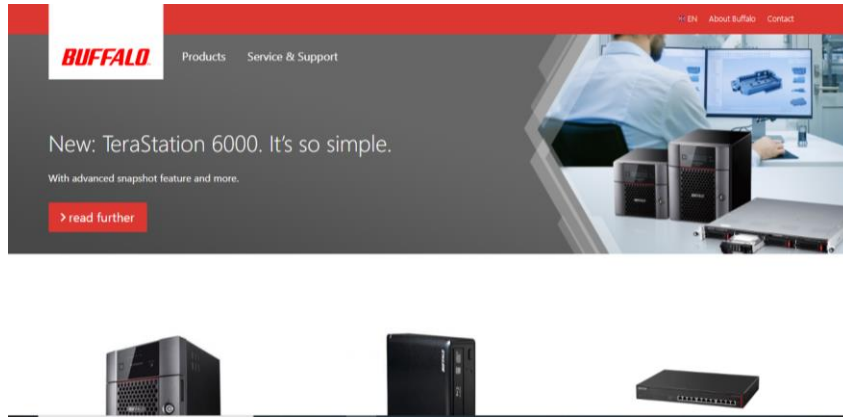 EN About Buffalo Contact
BUFFALO
Products Service & Support
New: TeraStation 6000. It's so simple.
With advanced snapshot feature and more.
> read further
BUFFALO